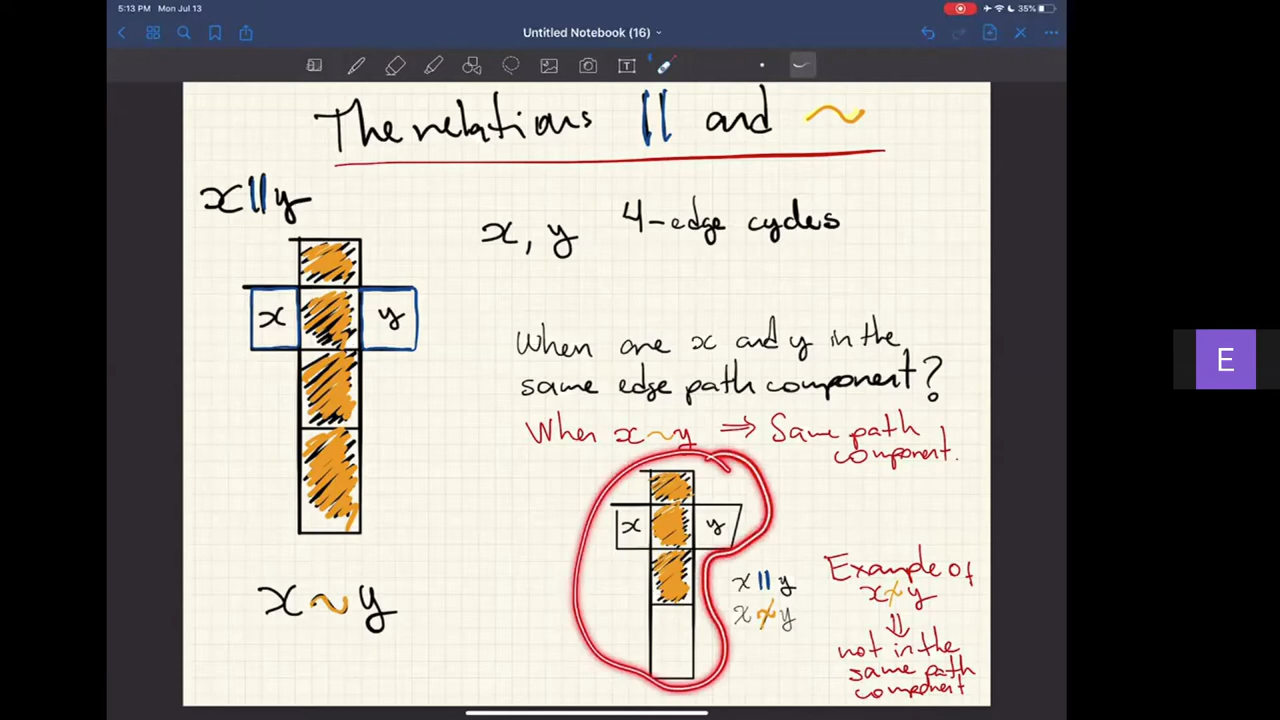 5:13 PM Mon Jul 13
35%
Untitled Notebook (16)
The relations || and ~
x||y
x, y 4-edge cycles
x
y
When are x and y in the
same edge path component?
When x~y ⇒ Same path
component.
x
y
x||y
x≁y
x~y
Example of
x≁y
⇓
not in the
same path
component
E